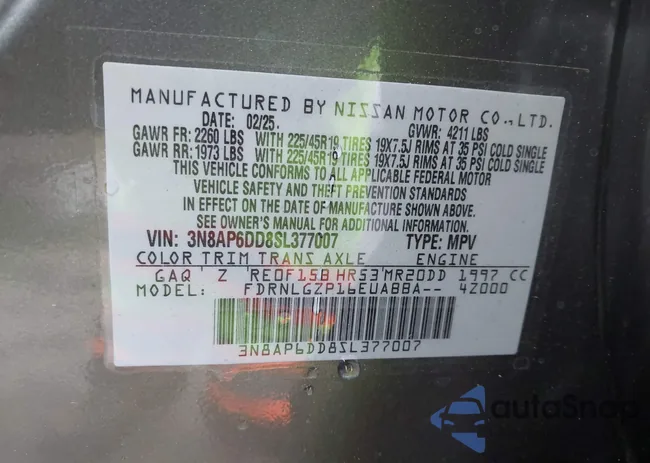 MANUFACTURED BY NISSAN MOTOR CO., LTD.
DATE: 02/25. GVWR: 4211 LBS
GAWR FR: 2260 LBS WITH 225/45R19 TIRES 19X7.5J RIMS AT 35 PSI COLD SINGLE
GAWR RR: 1973 LBS WITH 225/45R19 TIRES 19X7.5J RIMS AT 35 PSI COLD SINGLE
THIS VEHICLE CONFORMS TO ALL APPLICABLE FEDERAL MOTOR
VEHICLE SAFETY AND THEFT PREVENTION STANDARDS
IN EFFECT ON THE DATE OF MANUFACTURE SHOWN ABOVE.
SEE OWNER'S MANUAL FOR FURTHER INFORMATION
VIN: 3N8AP6DD8SL377007 TYPE: MPV
COLOR TRIM TRANS AXLE ENGINE
GAQ Z RE0F15B HR53 MR20DD 1997 CC
MODEL: FDRNLGZP16EUABBA-- 4Z000
3N8AP6DD8SL377007
autoSnap